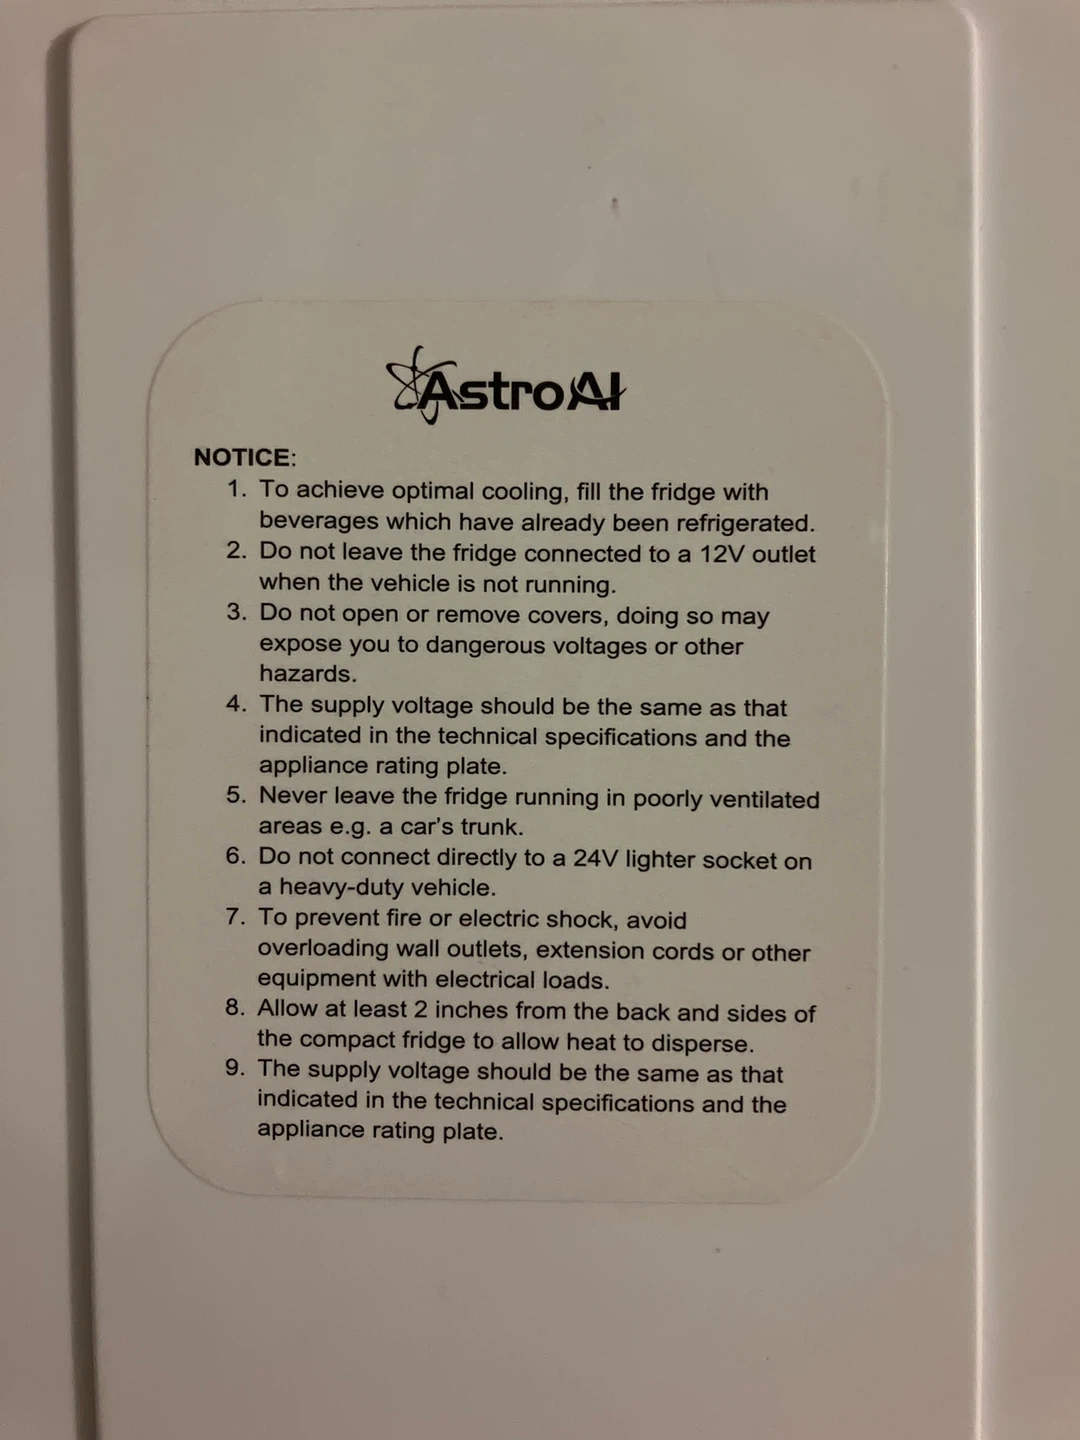 AstroAI
NOTICE:
1. To achieve optimal cooling, fill the fridge with
beverages which have already been refrigerated.
2. Do not leave the fridge connected to a 12V outlet
when the vehicle is not running.
3. Do not open or remove covers, doing so may
expose you to dangerous voltages or other
hazards.
4. The supply voltage should be the same as that
indicated in the technical specifications and the
appliance rating plate.
5. Never leave the fridge running in poorly ventilated
areas e.g. a car's trunk.
6. Do not connect directly to a 24V lighter socket on
a heavy-duty vehicle.
7. To prevent fire or electric shock, avoid
overloading wall outlets, extension cords or other
equipment with electrical loads.
8. Allow at least 2 inches from the back and sides of
the compact fridge to allow heat to disperse.
9. The supply voltage should be the same as that
indicated in the technical specifications and the
appliance rating plate.